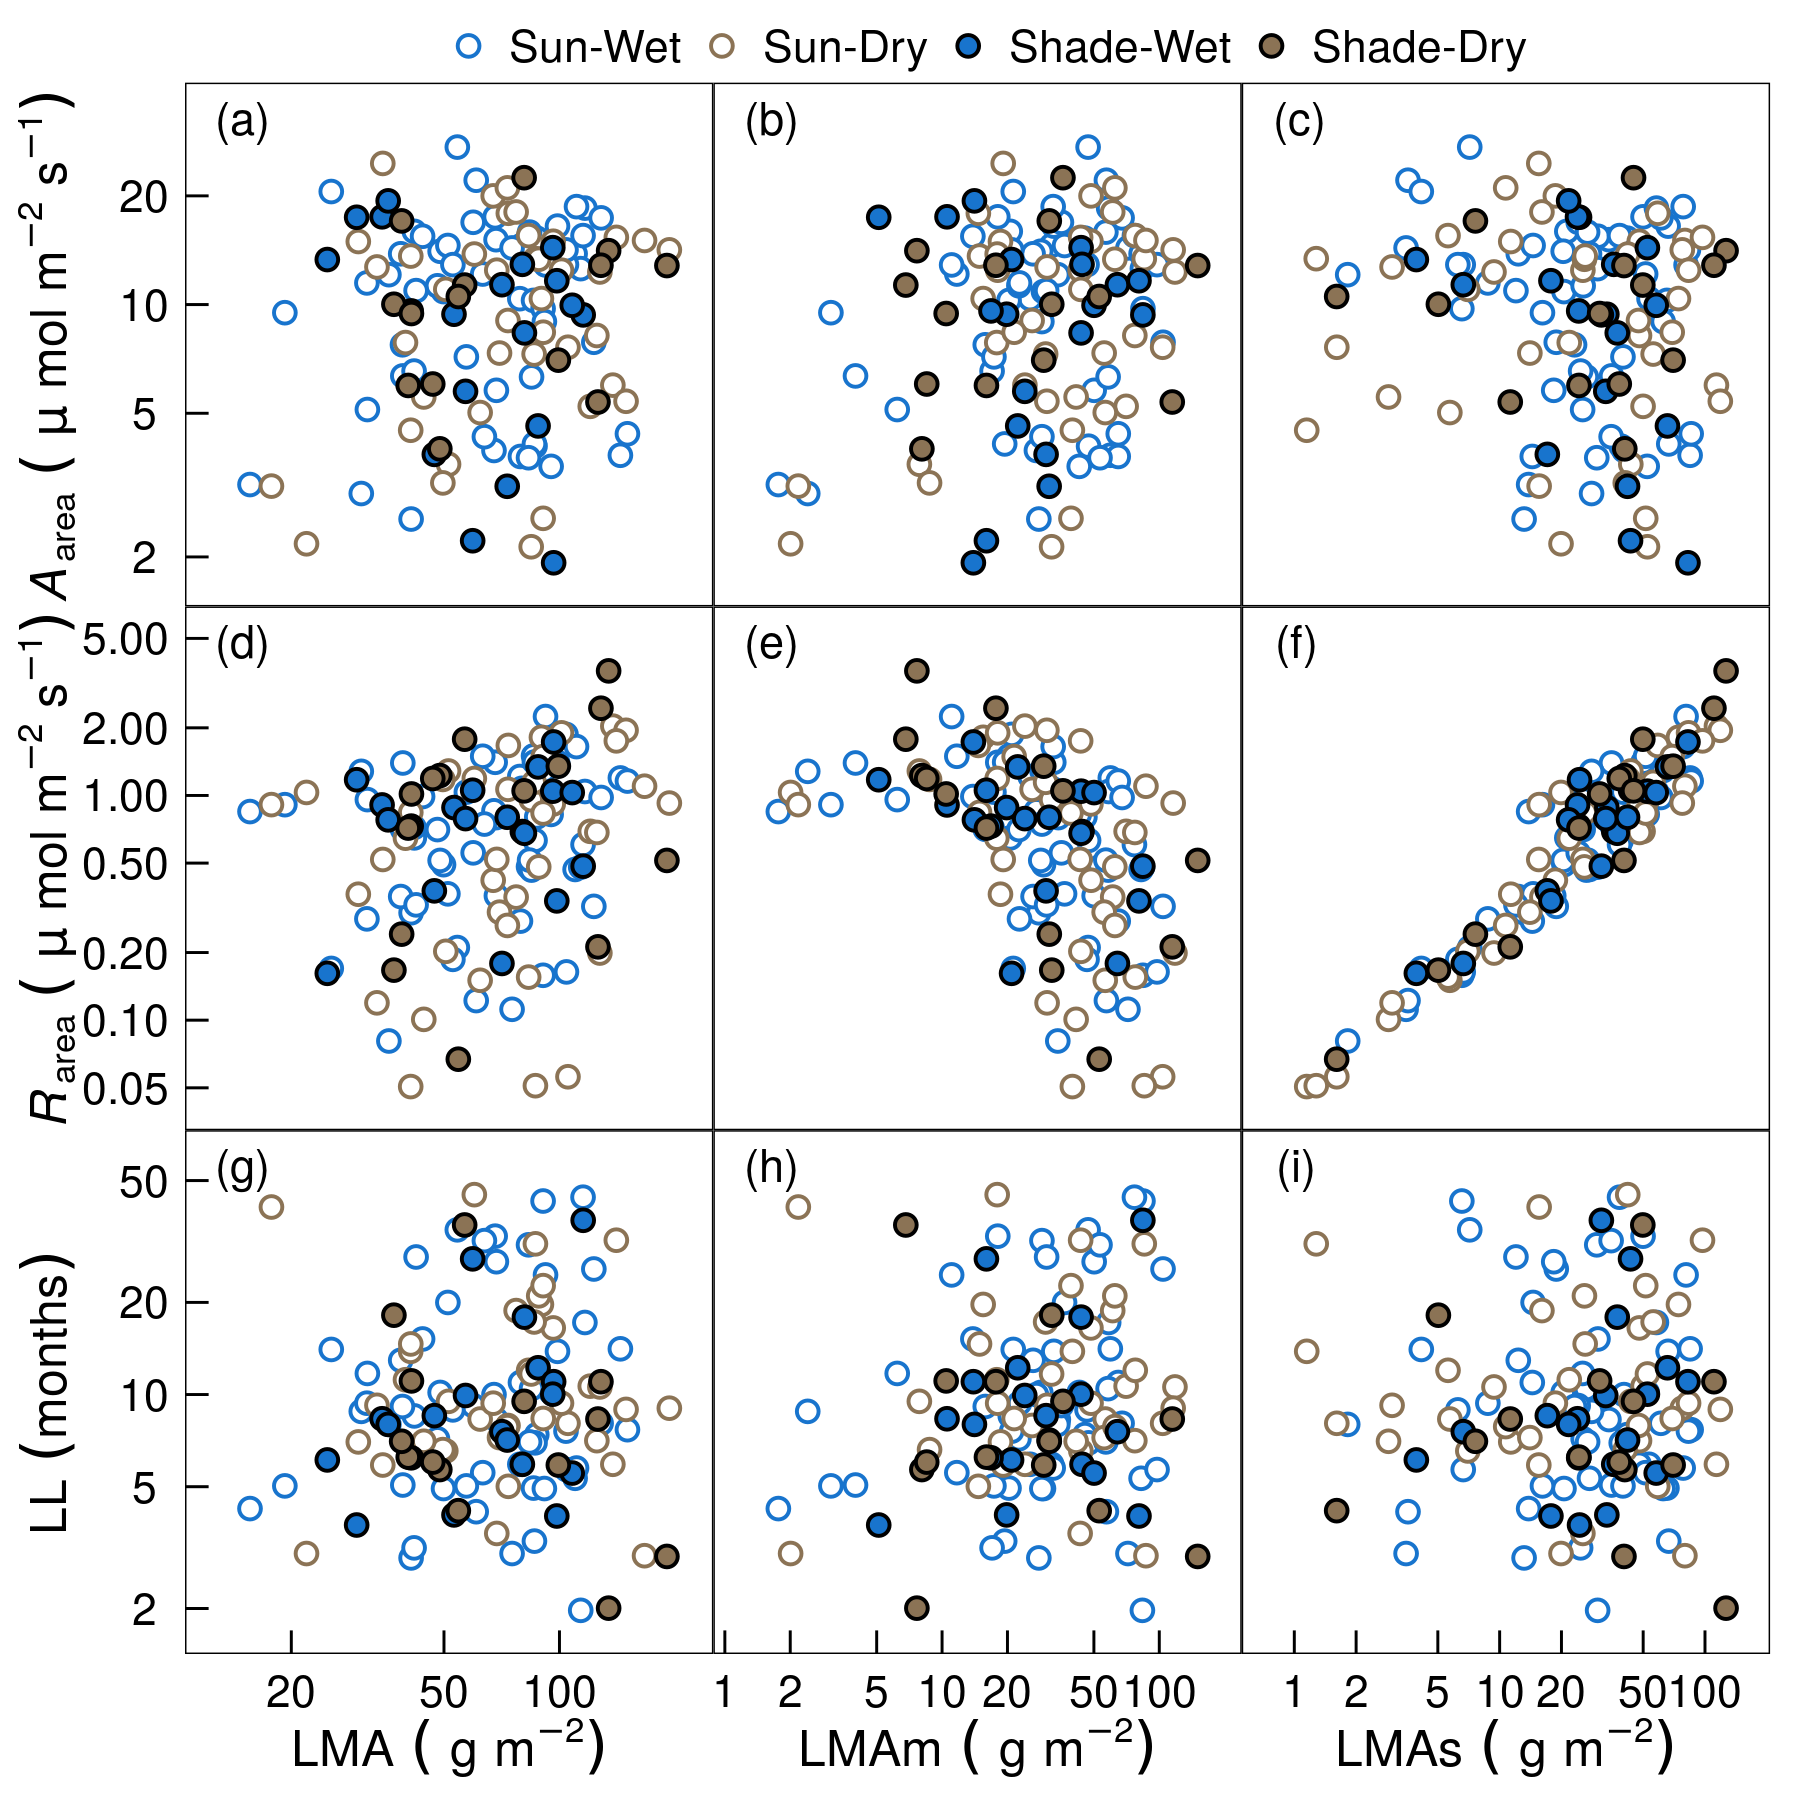 Sun-Wet Sun-Dry Shade-Wet Shade-Dry
(a) (b) (c)
A area ( μ mol m −2 s −1 )
20
10
5
2
(d) (e) (f)
R area ( μ mol m −2 s −1 )
5.00
2.00
1.00
0.50
0.20
0.10
0.05
(g) (h) (i)
LL (months)
50
20
10
5
2
20 50 100 1 2 5 10 20 50 100 1 2 5 10 20 50 100
LMA ( g m −2 ) LMAm ( g m −2 ) LMAs ( g m −2 )